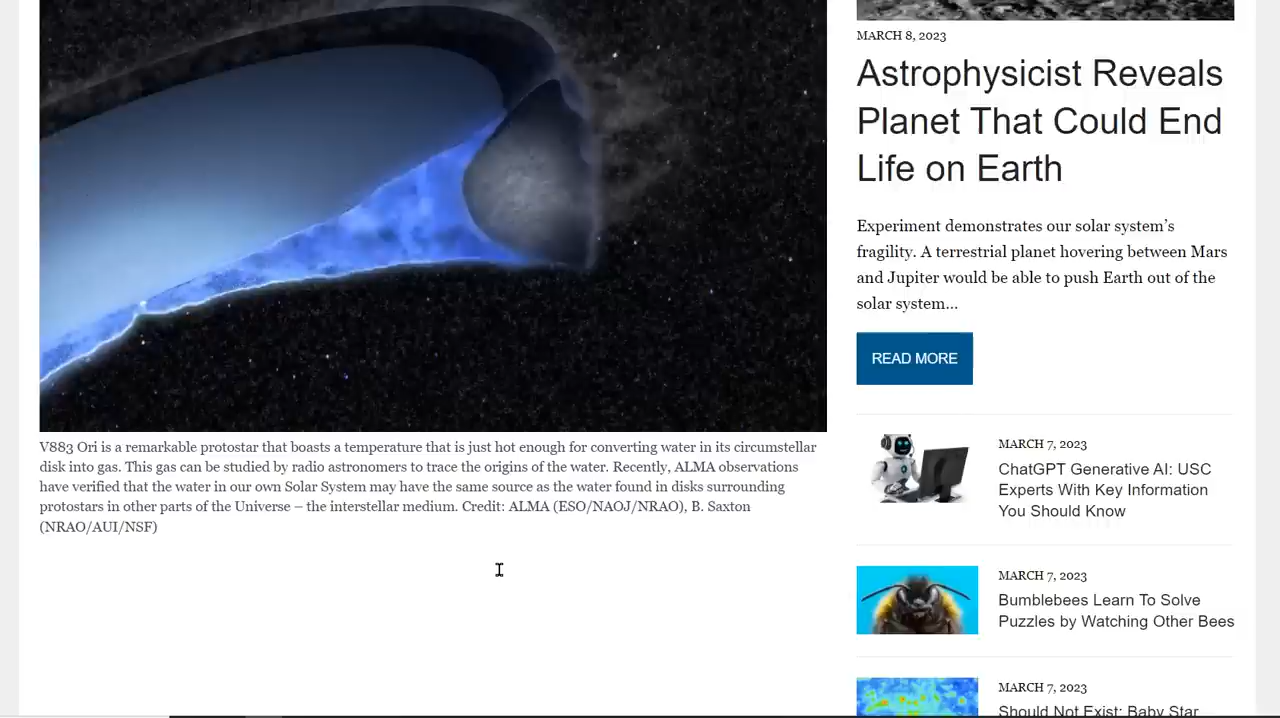 V883 Ori is a remarkable protostar that boasts a temperature that is just hot enough for converting water in its circumstellar
disk into gas. This gas can be studied by radio astronomers to trace the origins of the water. Recently, ALMA observations
have verified that the water in our own Solar System may have the same source as the water found in disks surrounding
protostars in other parts of the Universe – the interstellar medium. Credit: ALMA (ESO/NAOJ/NRAO), B. Saxton
(NRAO/AUI/NSF)
MARCH 8, 2023
Astrophysicist Reveals
Planet That Could End
Life on Earth
Experiment demonstrates our solar system’s
fragility. A terrestrial planet hovering between Mars
and Jupiter would be able to push Earth out of the
solar system...
READ MORE
MARCH 7, 2023
ChatGPT Generative AI: USC
Experts With Key Information
You Should Know
MARCH 7, 2023
Bumblebees Learn To Solve
Puzzles by Watching Other Bees
MARCH 7, 2023
Should Not Exist: Baby Star